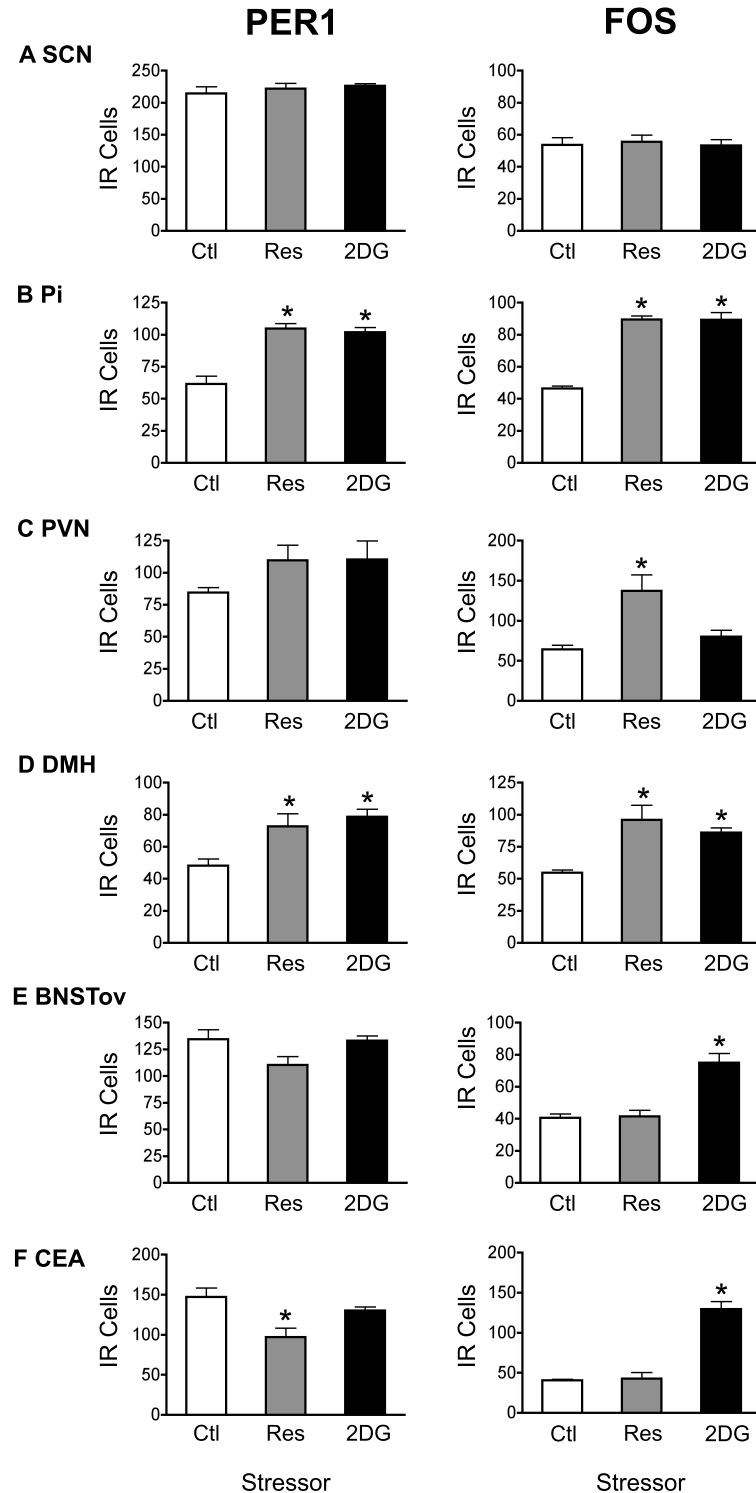 PER1 FOS
A SCN
250 200 150 100 50 0
IR Cells
Ctl Res 2DG
100 80 60 40 20 0
IR Cells
Ctl Res 2DG
B Pi
125 100 75 50 25 0
IR Cells
* *
Ctl Res 2DG
100 80 60 40 20 0
IR Cells
* *
Ctl Res 2DG
C PVN
125 100 75 50 25 0
IR Cells
Ctl Res 2DG
200 150 100 50 0
IR Cells
*
Ctl Res 2DG
D DMH
100 80 60 40 20 0
IR Cells
* *
Ctl Res 2DG
125 100 75 50 25 0
IR Cells
* *
Ctl Res 2DG
E BNSTov
150 125 100 75 50 25 0
IR Cells
Ctl Res 2DG
100 80 60 40 20 0
IR Cells
*
Ctl Res 2DG
F CEA
200 150 100 50 0
IR Cells
*
Ctl Res 2DG
200 150 100 50 0
IR Cells
*
Ctl Res 2DG
Stressor Stressor